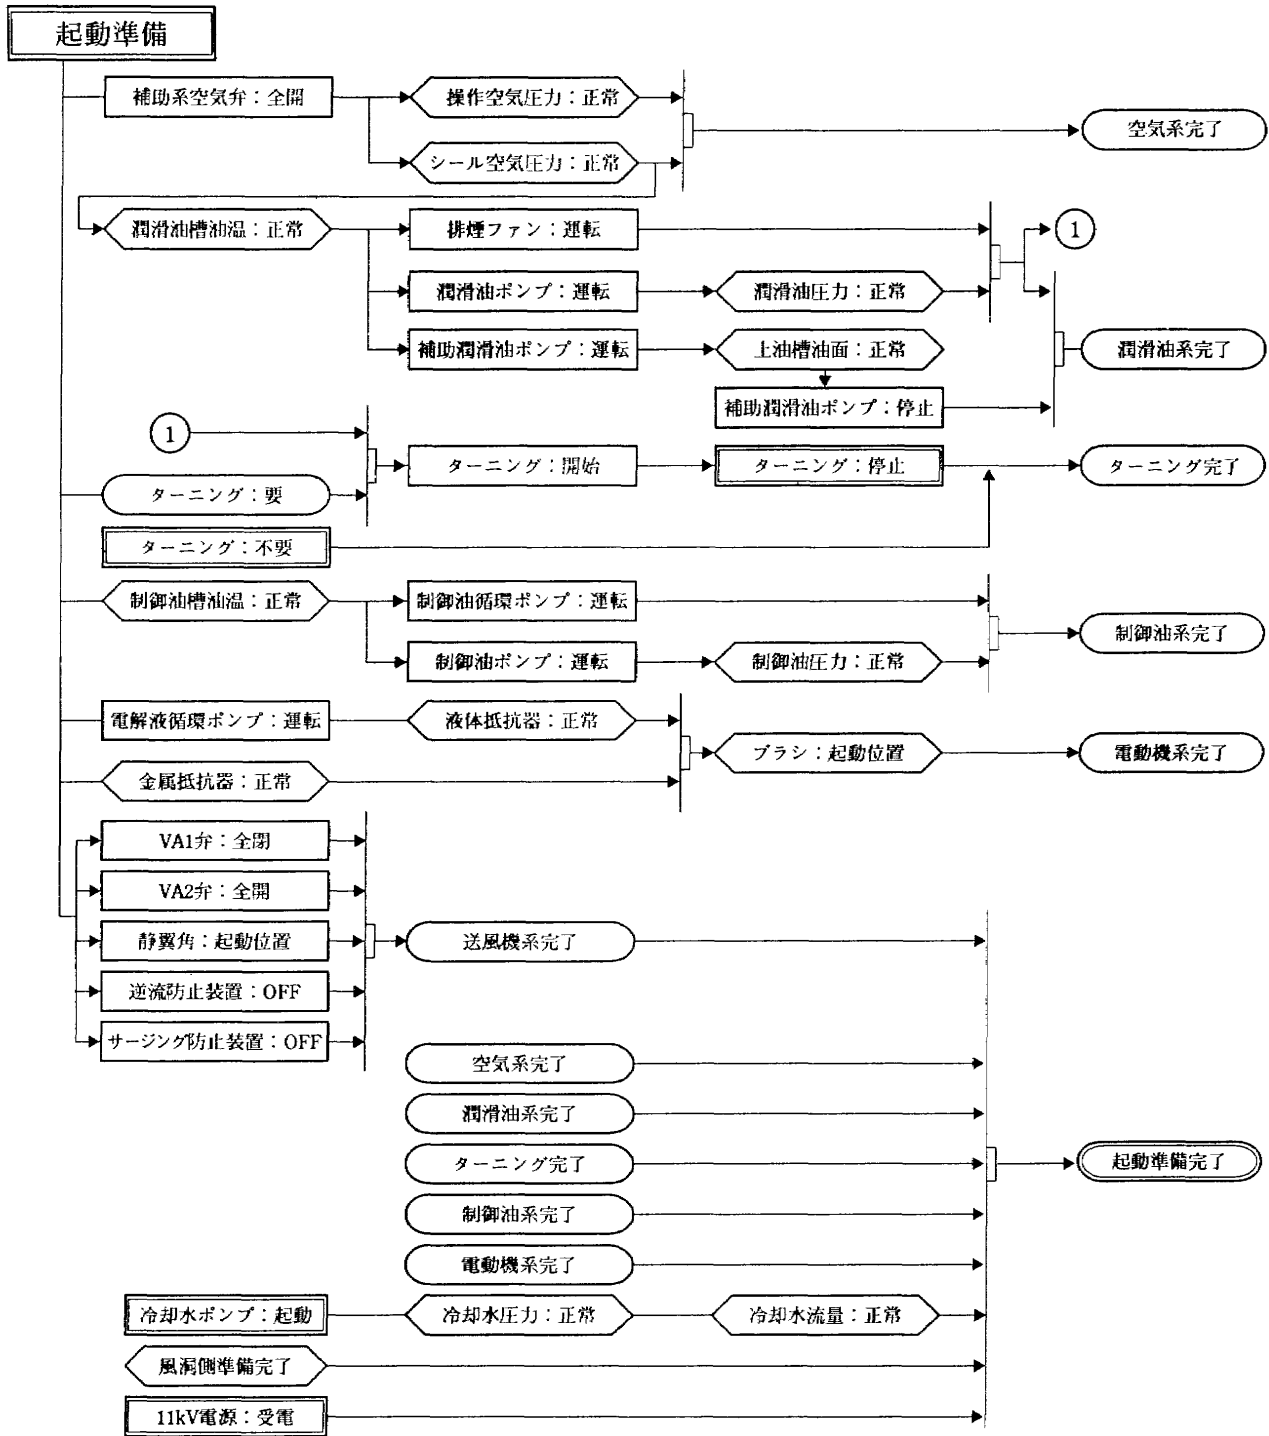 起動準備
補助系空気弁：全開
操作空気圧力：正常
空気系完了
シール空気圧力：正常
潤滑油槽油温：正常
排煙ファン：運転
1
潤滑油ポンプ：運転
潤滑油圧力：正常
補助潤滑油ポンプ：運転
上油槽油面：正常
潤滑油系完了
補助潤滑油ポンプ：停止
1
ターニング：開始
ターニング：停止
ターニング完了
ターニング：要
ターニング：不要
制御油槽油温：正常
制御油循環ポンプ：運転
制御油系完了
制御油ポンプ：運転
制御油圧力：正常
電解液循環ポンプ：運転
液体抵抗器：正常
ブラシ：起動位置
電動機系完了
金属抵抗器：正常
VA1弁：全閉
VA2弁：全開
静翼角：起動位置
送風機系完了
逆流防止装置：OFF
サージング防止装置：OFF
空気系完了
潤滑油系完了
ターニング完了
起動準備完了
制御油系完了
電動機系完了
冷却水ポンプ：起動
冷却水圧力：正常
冷却水流量：正常
風洞側準備完了
11kV電源：受電